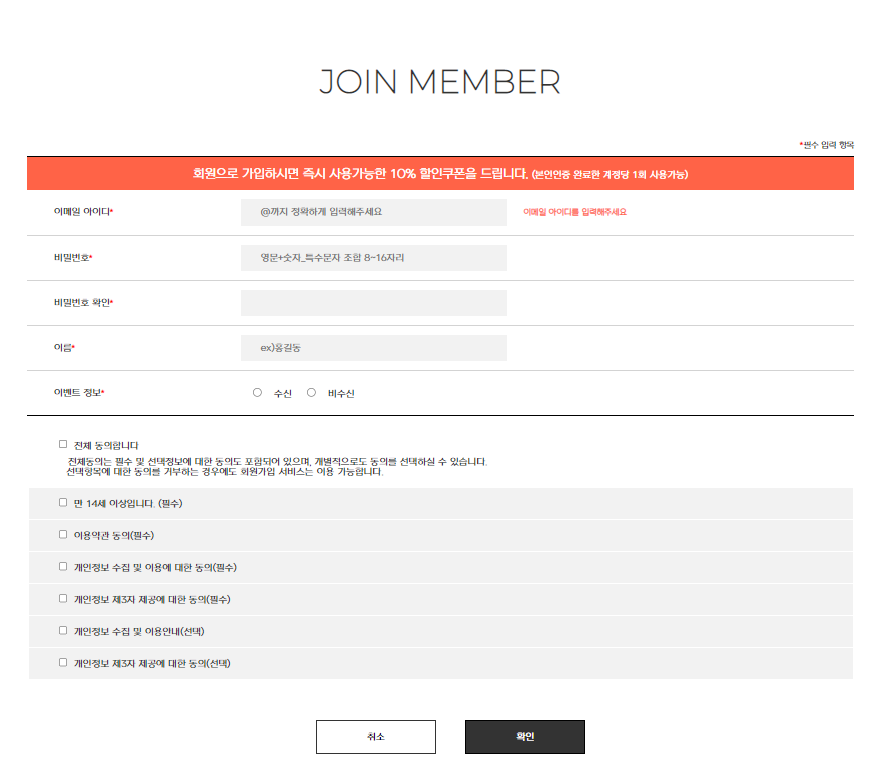 JOIN MEMBER
*필수 입력 항목
회원으로 가입하시면 즉시 사용가능한 10% 할인쿠폰을 드립니다. (본인인증 완료한 계정당 1회 사용가능)
이메일 아이디* @까지 정확하게 입력해주세요 이메일 아이디를 입력해주세요
비밀번호* 영문+숫자_특수문자 조합 8~16자리
비밀번호 확인*
이름* ex)홍길동
이벤트 정보* 수신 비수신
전체 동의합니다
전체동의는 필수 및 선택정보에 대한 동의도 포함되어 있으며, 개별적으로도 동의를 선택하실 수 있습니다.
선택항목에 대한 동의를 기부하는 경우에도 회원가입 서비스는 이용 가능합니다.
만 14세 이상입니다. (필수)
이용약관 동의(필수)
개인정보 수집 및 이용에 대한 동의(필수)
개인정보 제3자 제공에 대한 동의(필수)
개인정보 수집 및 이용안내(선택)
개인정보 제3자 제공에 대한 동의(선택)
취소 확인